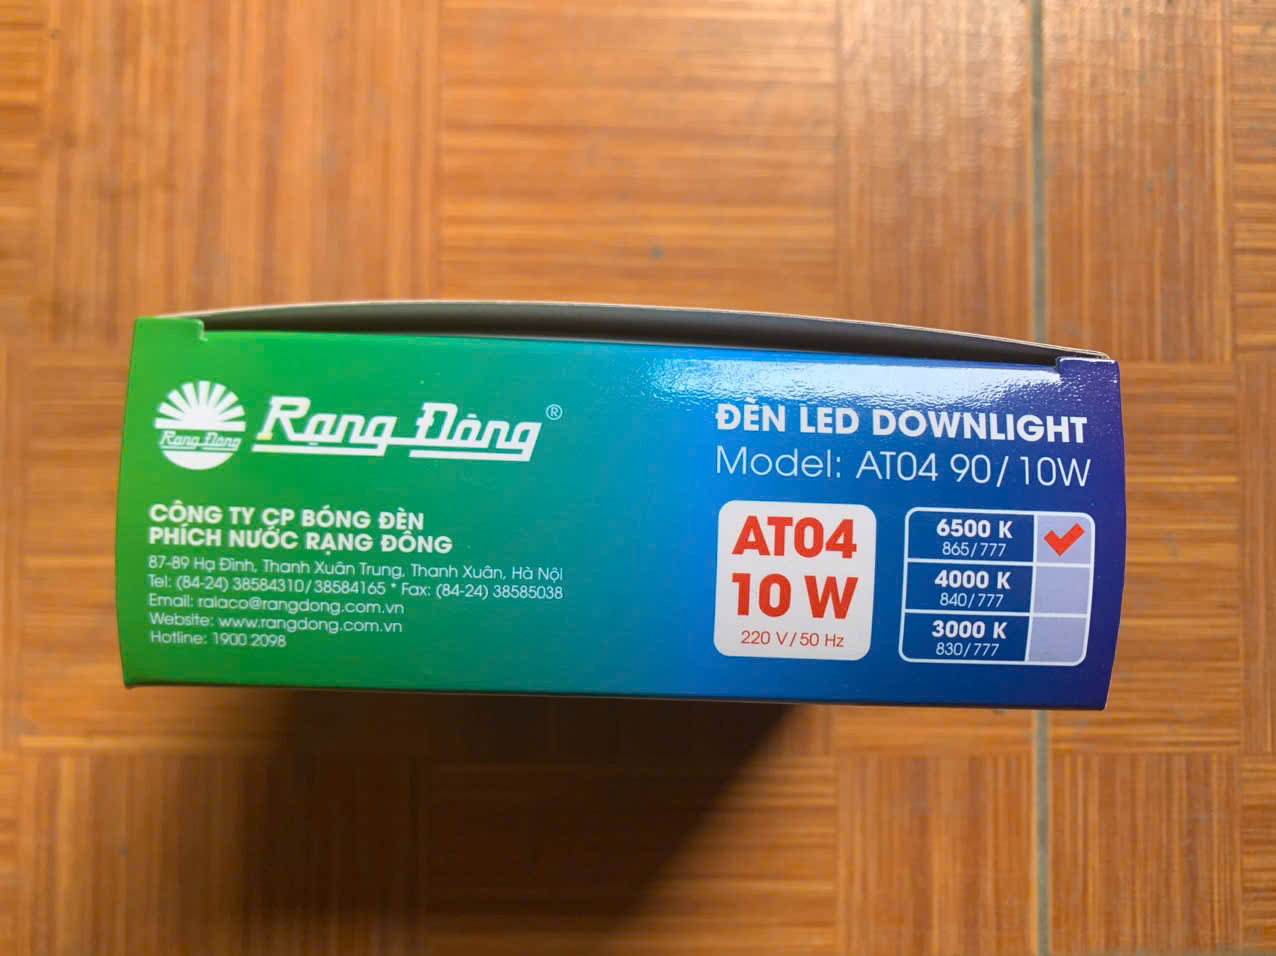 Rạng Đông
Rạng Đông ®
CÔNG TY CP BÓNG ĐÈN
PHÍCH NƯỚC RẠNG ĐÔNG
87-89 Hạ Đình, Thanh Xuân Trung, Thanh Xuân, Hà Nội
Tel: (84-24) 38584310/38584165 * Fax: (84-24) 38585038
Email: ralaco@rangdong.com.vn
Website: www.rangdong.com.vn
Hotline: 1900 2098
ĐÈN LED DOWNLIGHT
Model: AT04 90/10W
AT04
10 W
220 V/50 Hz
6500 K
865/777
4000 K
840/777
3000 K
830/777